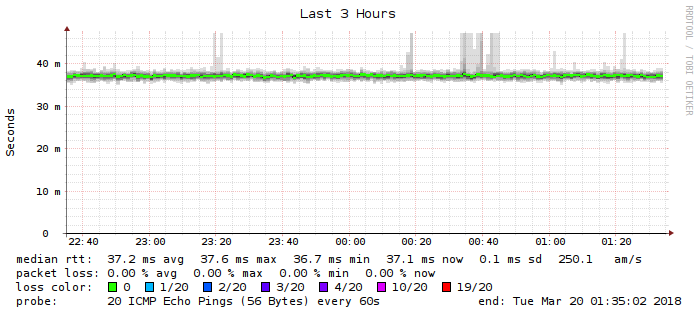 Last 3 Hours
RRDTOOL / TOBI OETIKER
Seconds
40 m
30 m
20 m
10 m
0
22:40 23:00 23:20 23:40 00:00 00:20 00:40 01:00 01:20
median rtt: 37.2 ms avg 37.6 ms max 36.7 ms min 37.1 ms now 0.1 ms sd 250.1 am/s
packet loss: 0.00 % avg 0.00 % max 0.00 % min 0.00 % now
loss color: 0 1/20 2/20 3/20 4/20 10/20 19/20
probe: 20 ICMP Echo Pings (56 Bytes) every 60s end: Tue Mar 20 01:35:02 2018